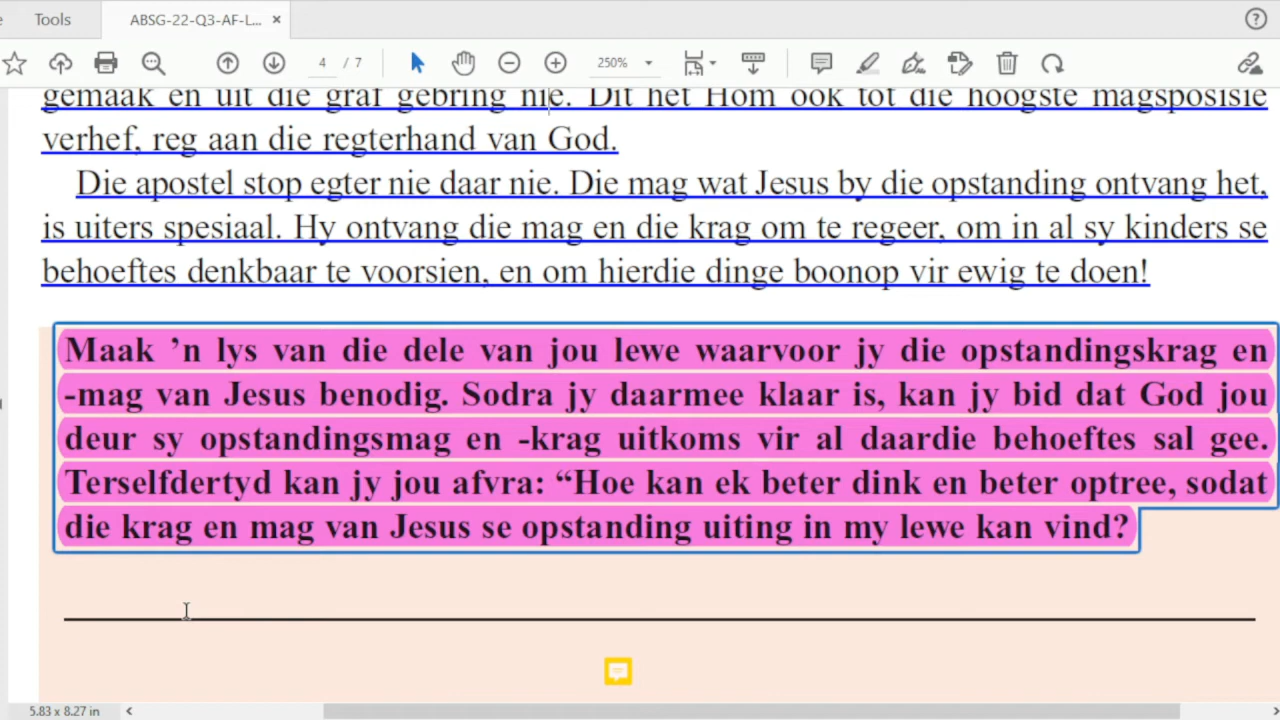 e
Tools
ABSG-22-Q3-AF-L... ×
?
4 / 7
250%
gemaak en uit die graf gebring nie. Dit het Hom ook tot die hoogste magsposisie
verhef, reg aan die regterhand van God.
Die apostel stop egter nie daar nie. Die mag wat Jesus by die opstanding ontvang het,
is uiters spesiaal. Hy ontvang die mag en die krag om te regeer, om in al sy kinders se
behoeftes denkbaar te voorsien, en om hierdie dinge boonop vir ewig te doen!
Maak ’n lys van die dele van jou lewe waarvoor jy die opstandingskrag en
-mag van Jesus benodig. Sodra jy daarmee klaar is, kan jy bid dat God jou
deur sy opstandingsmag en -krag uitkoms vir al daardie behoeftes sal gee.
Terselfdertyd kan jy jou afvra: “Hoe kan ek beter dink en beter optree, sodat
die krag en mag van Jesus se opstanding uiting in my lewe kan vind?
5.83 x 8.27 in